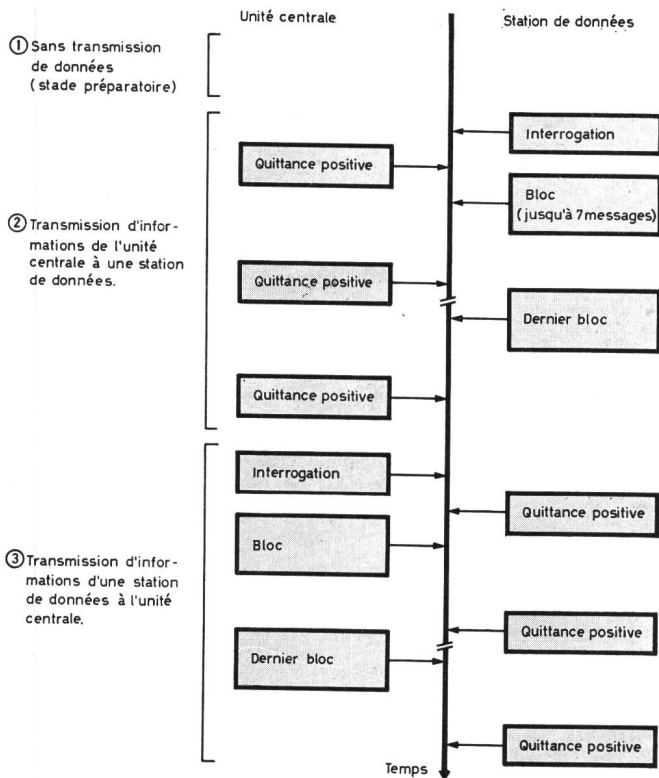 Unité centrale
Station de données
① Sans transmission
de données
(stade préparatoire)
Interrogation
Quittance positive
Bloc
(jusqu'à 7 messages)
② Transmission d'infor-
mations de l'unité
centrale à une station
de données.
Quittance positive
Dernier bloc
Quittance positive
Interrogation
Quittance positive
Bloc
③ Transmission d'infor-
mations d'une station
de données à l'unité
centrale.
Quittance positive
Dernier bloc
Quittance positive
Temps